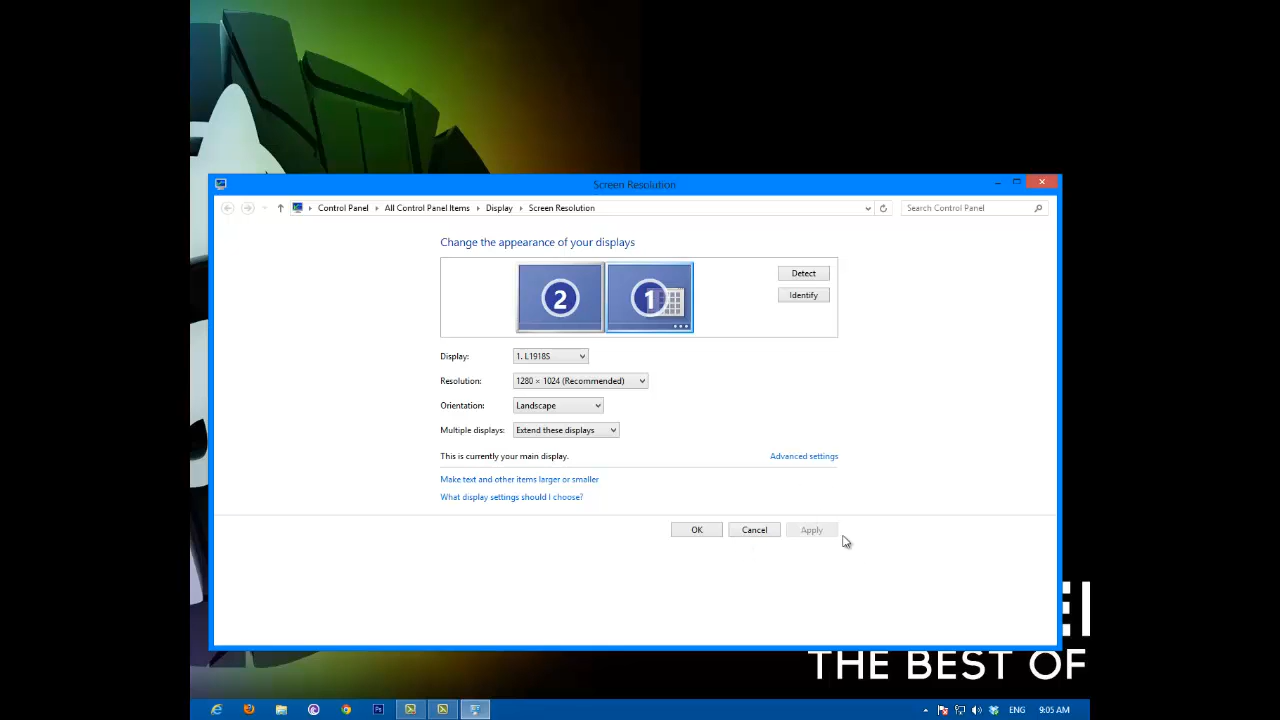 Screen Resolution
Control Panel All Control Panel Items Display Screen Resolution Search Control Panel
Change the appearance of your displays
2 1
Detect
Identify
Display: 1. L1918S
Resolution: 1280 × 1024 (Recommended)
Orientation: Landscape
Multiple displays: Extend these displays
This is currently your main display. Advanced settings
Make text and other items larger or smaller
What display settings should I choose?
OK Cancel Apply
THE BEST OF
Ps ENG 9:05 AM